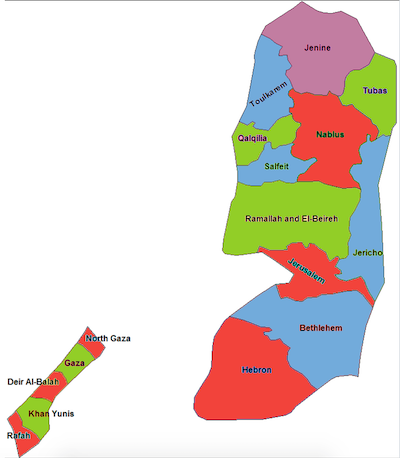 Jenine
Toulkarem
Tubas
Nablus
Qalqilia
Salfeit
Ramallah and El-Beireh
Jericho
Jerusalem
Bethlehem
Hebron
North Gaza
Gaza
Deir Al-Balah
Khan Yunis
Rafah